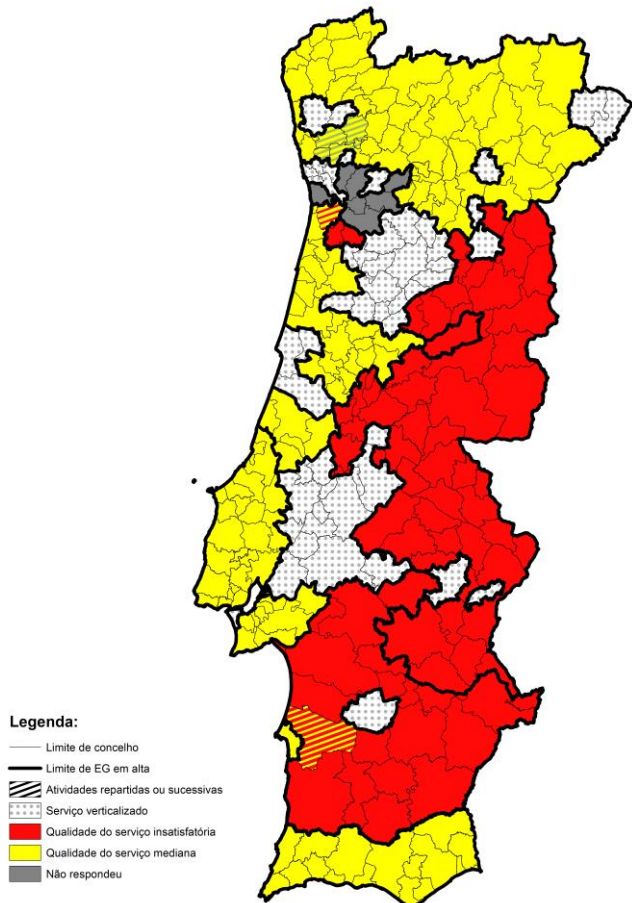 Legenda:
Limite de concelho
Limite de EG em alta
Atividades repartidas ou sucessivas
Serviço verticalizado
Qualidade do serviço insatisfatória
Qualidade do serviço mediana
Não respondeu